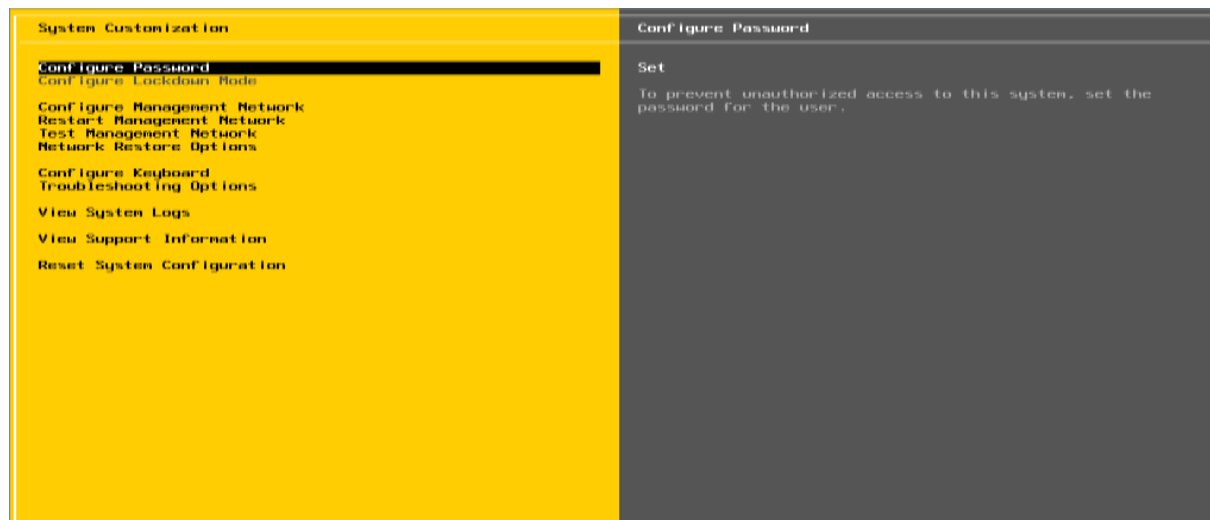 System Customization
Configure Password
Configure Lockdown Mode
Configure Management Network
Restart Management Network
Test Management Network
Network Restore Options
Configure Keyboard
Troubleshooting Options
View System Logs
View Support Information
Reset System Configuration
Configure Password
Set
To prevent unauthorized access to this system, set the
password for the user.